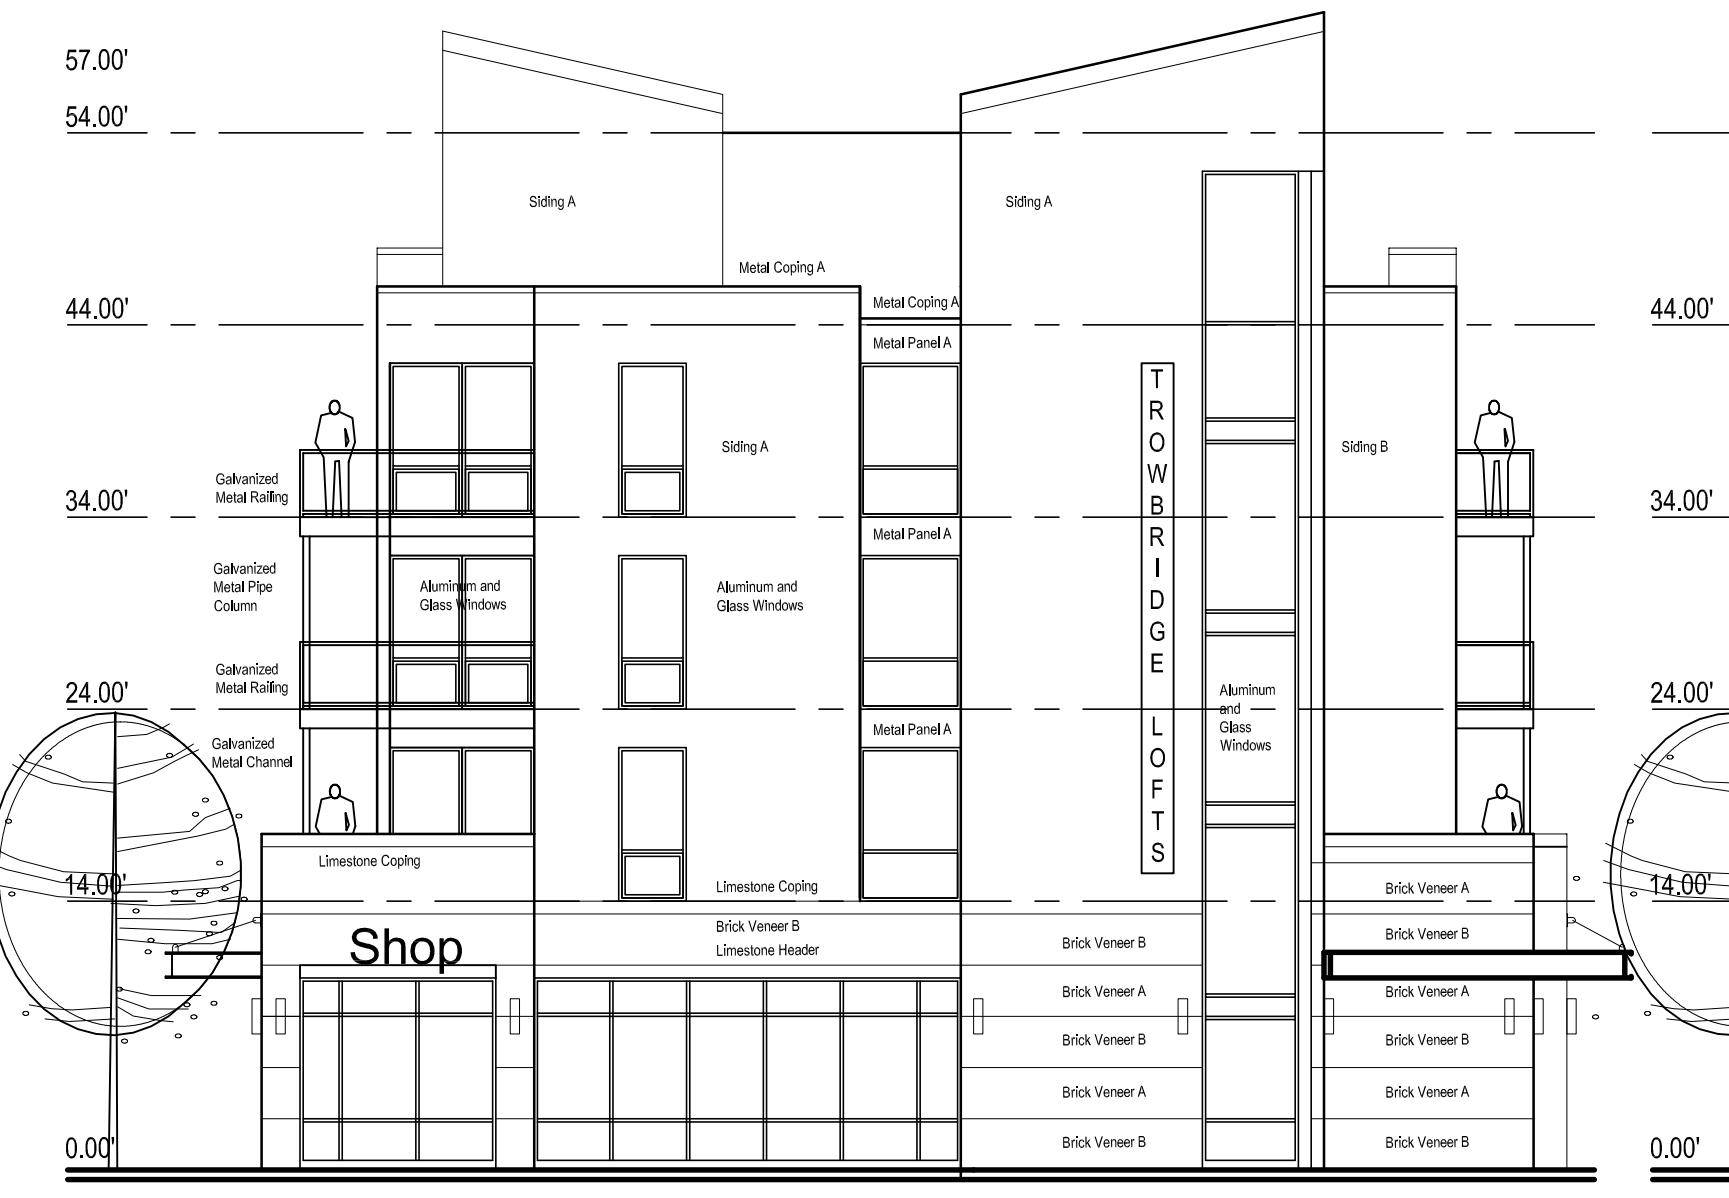 57.00'
54.00'
Siding A
Siding A
Metal Coping A
Metal Coping A
44.00'
44.00'
Metal Panel A
TROWBRIDGE LOFTS
Siding A
Siding B
Galvanized
Metal Railing
34.00'
34.00'
Metal Panel A
Galvanized
Metal Pipe
Column
Aluminum and
Glass Windows
Aluminum and
Glass Windows
Galvanized
Metal Railing
24.00'
24.00'
Aluminum
and
Glass
Windows
Metal Panel A
Galvanized
Metal Channel
Limestone Coping
14.00'
Limestone Coping
Brick Veneer A
14.00'
Shop
Brick Veneer B
Limestone Header
Brick Veneer B
Brick Veneer B
Brick Veneer A
Brick Veneer A
Brick Veneer B
Brick Veneer B
Brick Veneer A
Brick Veneer A
0.00'
Brick Veneer B
Brick Veneer B
0.00'